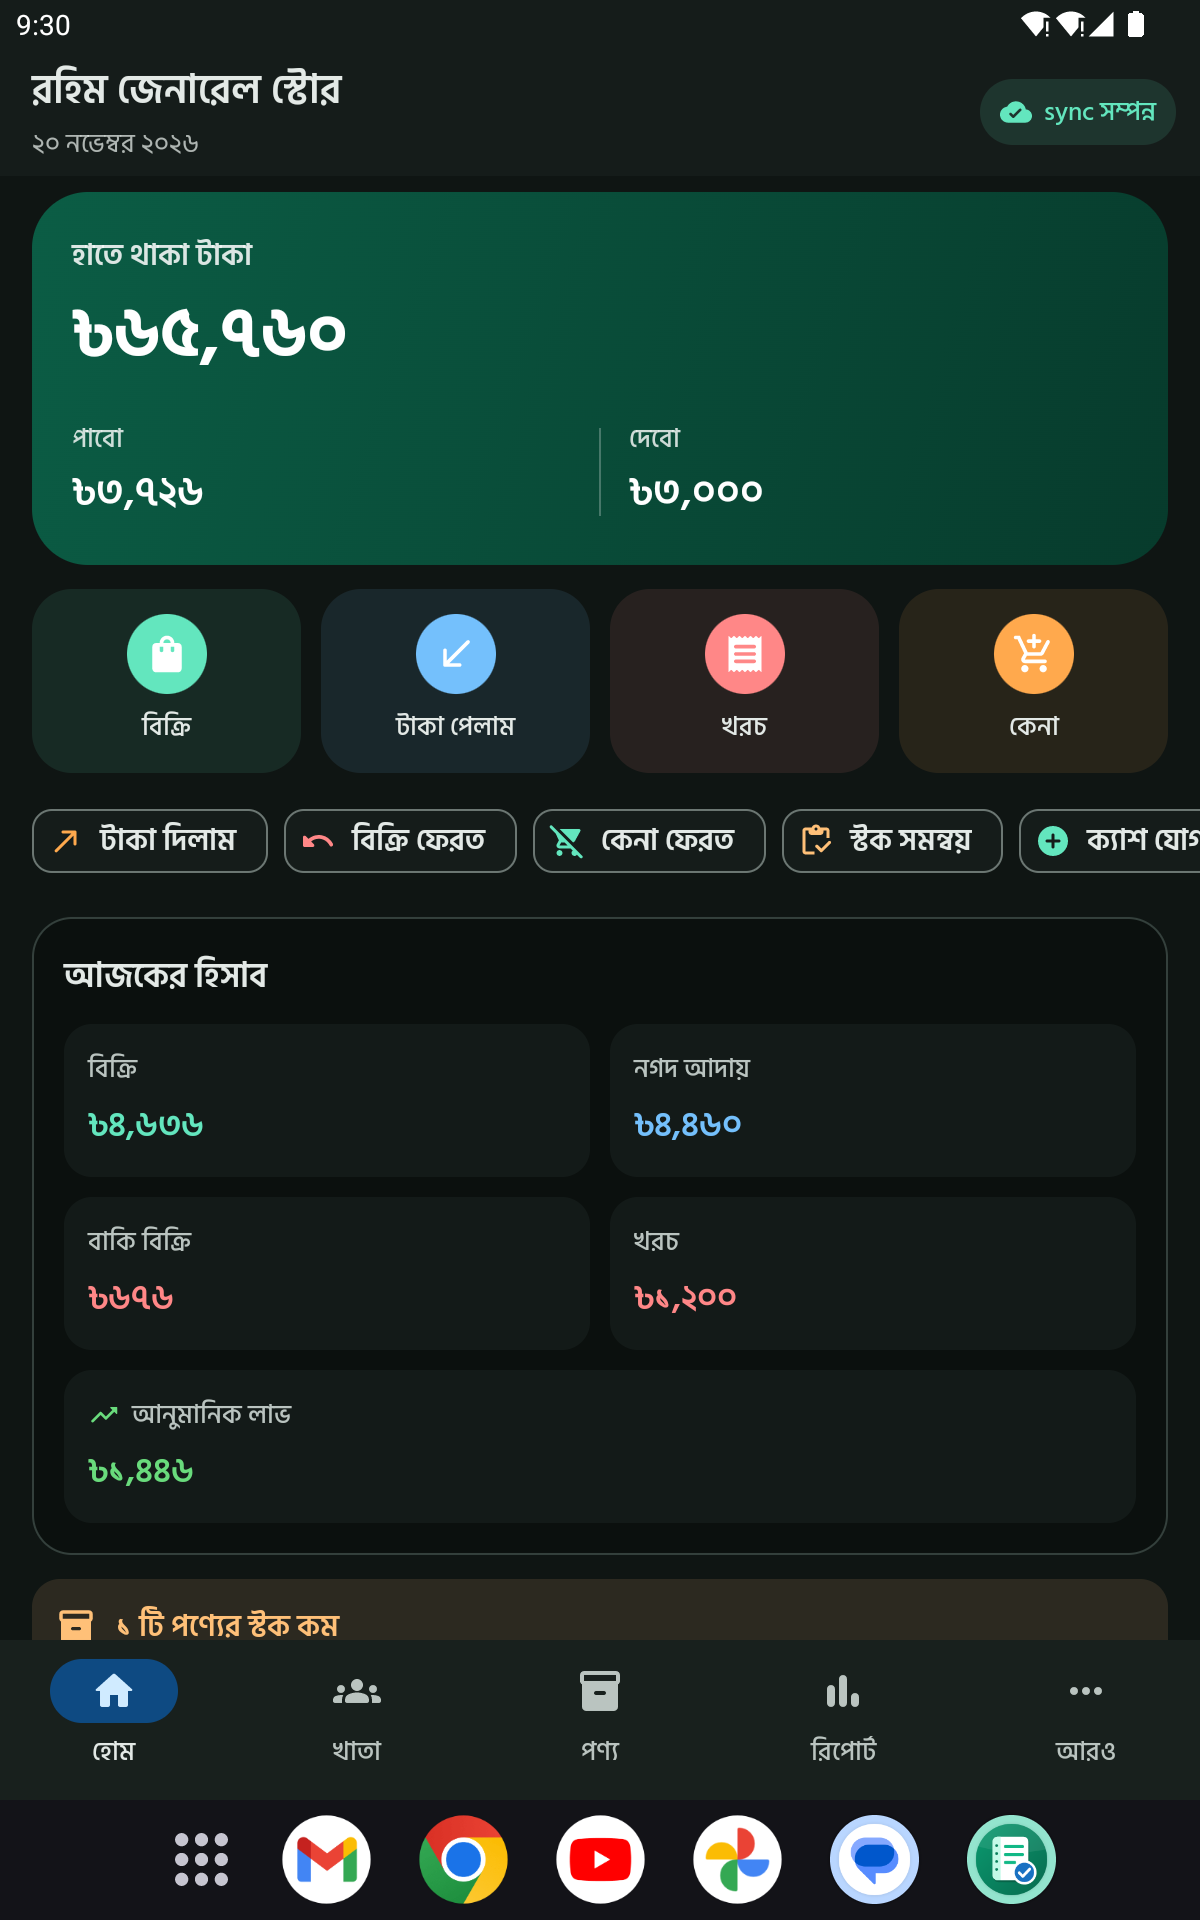 9:30
রহিম জেনারেল স্টোর
২০ নভেম্বর ২০২৬
sync সম্পন্ন
হাতে থাকা টাকা
৳৬৫,৭৬০
পাবো
দেবো
৳৩,৭২৬
৳৩,০০০
বিক্রি
টাকা পেলাম
খরচ
কেনা
টাকা দিলাম
বিক্রি ফেরত
কেনা ফেরত
স্টক সমন্বয়
ক্যাশ যোগ
আজকের হিসাব
বিক্রি
নগদ আদায়
৳৪,৬৩৬
৳৪,৪৬০
বাকি বিক্রি
খরচ
৳৬৭৬
৳১,২০০
আনুমানিক লাভ
৳১,৪৪৬
১ টি পণ্যের স্টক কম
হোম
খাতা
পণ্য
রিপোর্ট
আরও